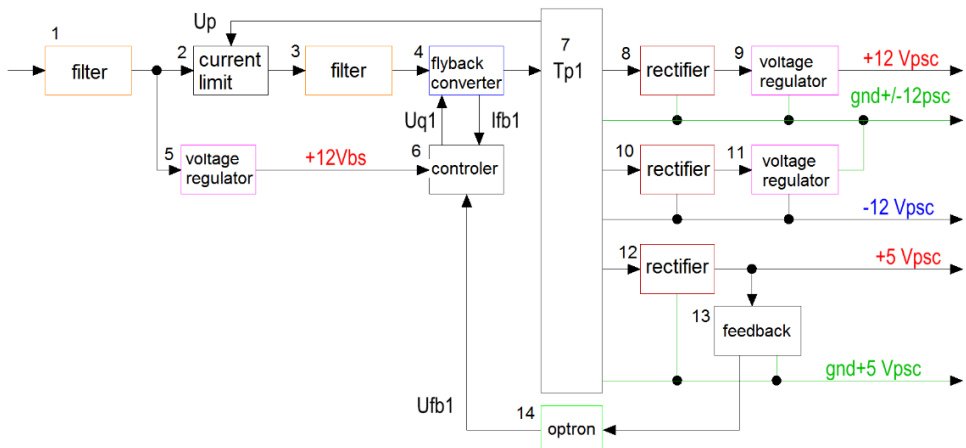 Up
1
filter
2
current
limit
3
filter
4
flyback
converter
7
Tp1
8
rectifier
9
voltage
regulator
+12 Vpsc
gnd+/-12psc
Uq1
Ifb1
5
voltage
regulator
+12Vbs
6
controler
10
rectifier
11
voltage
regulator
-12 Vpsc
12
rectifier
+5 Vpsc
13
feedback
gnd+5 Vpsc
Ufb1
14
optron